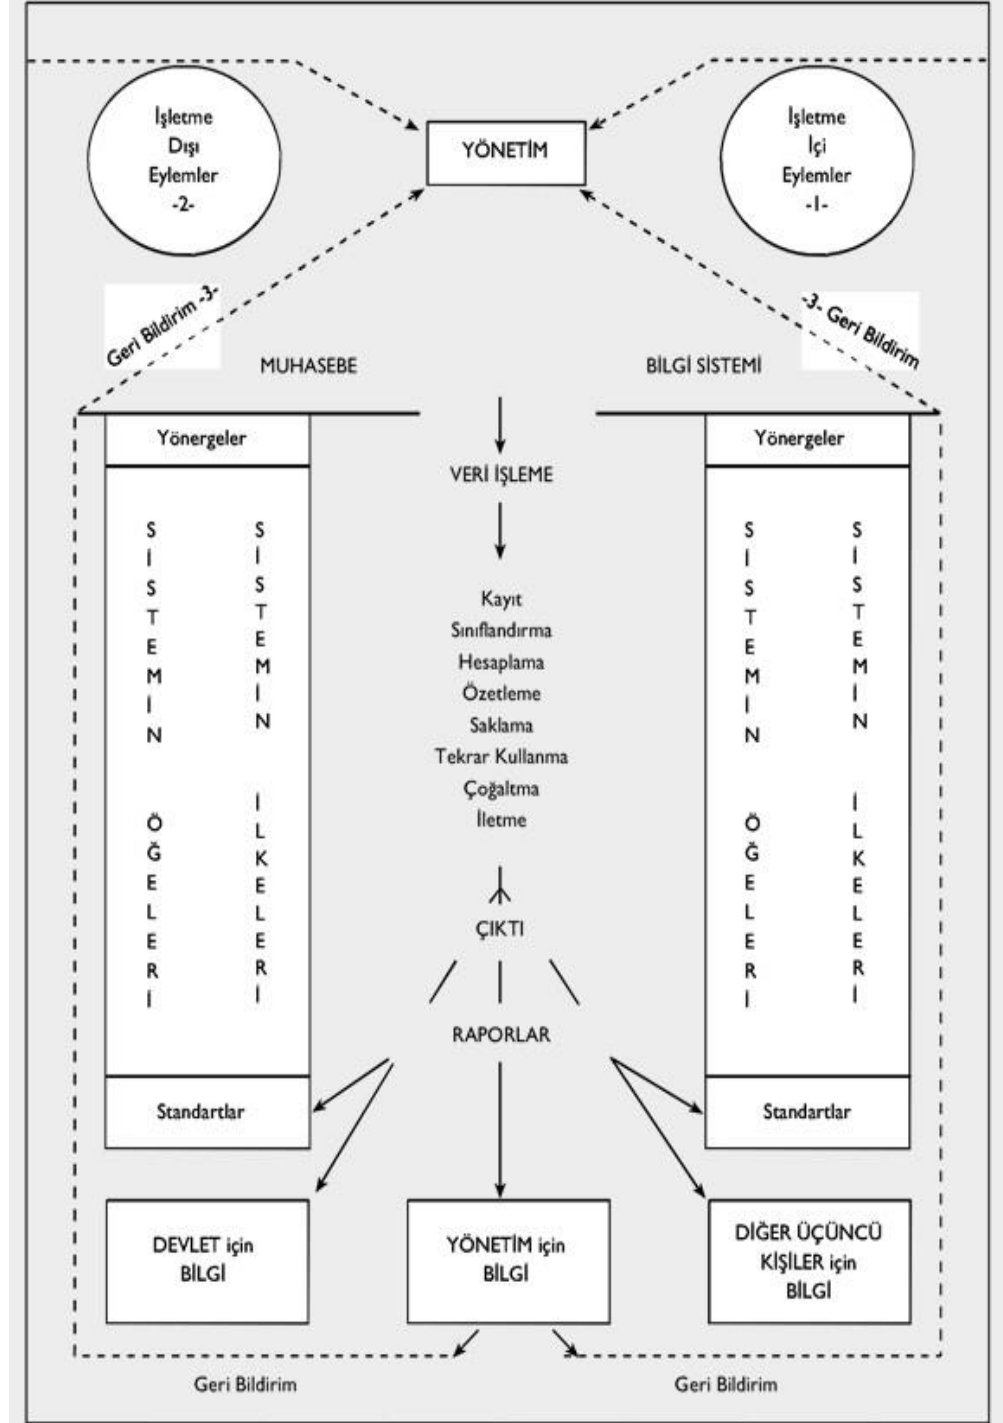 İşletme
Dışı
Eylemler
-2-
YÖNETİM
İşletme
İçi
Eylemler
-1-
Geri Bildirim -3-
-3- Geri Bildirim
MUHASEBE
BİLGİ SİSTEMİ
Yönergeler
SİSTEMİN ÖĞELERİ
SİSTEMİN İLKELERİ
Standartlar
VERİ İŞLEME
Kayıt
Sınıflandırma
Hesaplama
Özetleme
Saklama
Tekrar Kullanma
Çoğaltma
İletme
ÇIKTI
RAPORLAR
Yönergeler
SİSTEMİN ÖĞELERİ
SİSTEMİN İLKELERİ
Standartlar
DEVLET için
BİLGİ
YÖNETİM için
BİLGİ
DİĞER ÜÇÜNCÜ
KİŞİLER için
BİLGİ
Geri Bildirim
Geri Bildirim